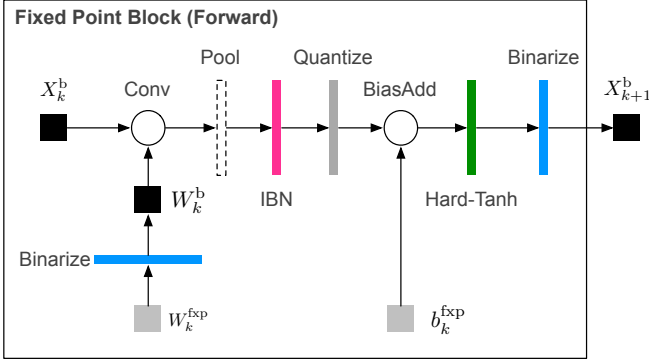 Fixed Point Block (Forward)
Pool
Quantize
Binarize
X_k^b
Conv
BiasAdd
X_{k+1}^b
W_k^b
IBN
Hard-Tanh
Binarize
W_k^{fxp}
b_k^{fxp}